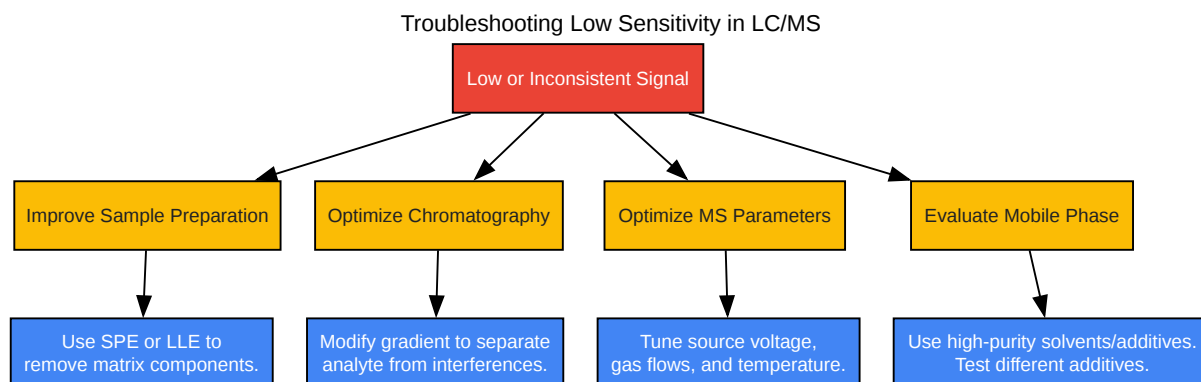 Troubleshooting Low Sensitivity in LC/MS
Low or Inconsistent Signal
Improve Sample Preparation
Optimize Chromatography
Optimize MS Parameters
Evaluate Mobile Phase
Use SPE or LLE to
remove matrix components.
Modify gradient to separate
analyte from interferences.
Tune source voltage,
gas flows, and temperature.
Use high-purity solvents/additives.
Test different additives.